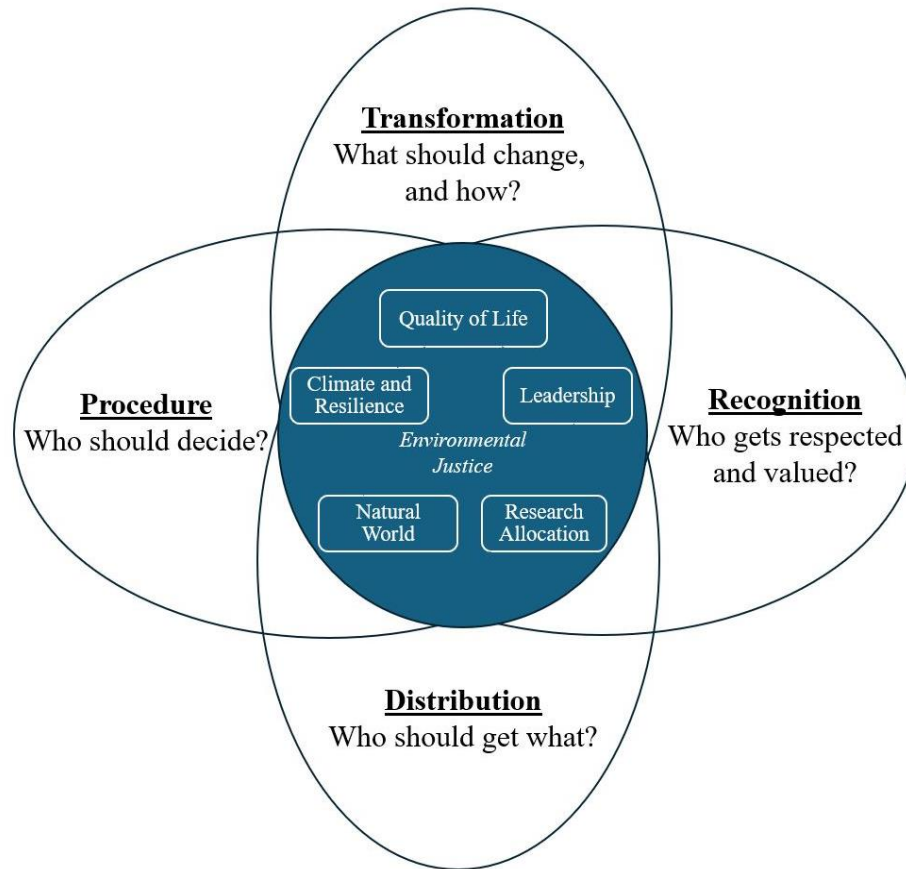 Transformation
What should change,
and how?
Quality of Life
Climate and
Resilience
Leadership
Procedure
Who should decide?
Environmental
Justice
Recognition
Who gets respected
and valued?
Natural
World
Research
Allocation
Distribution
Who should get what?